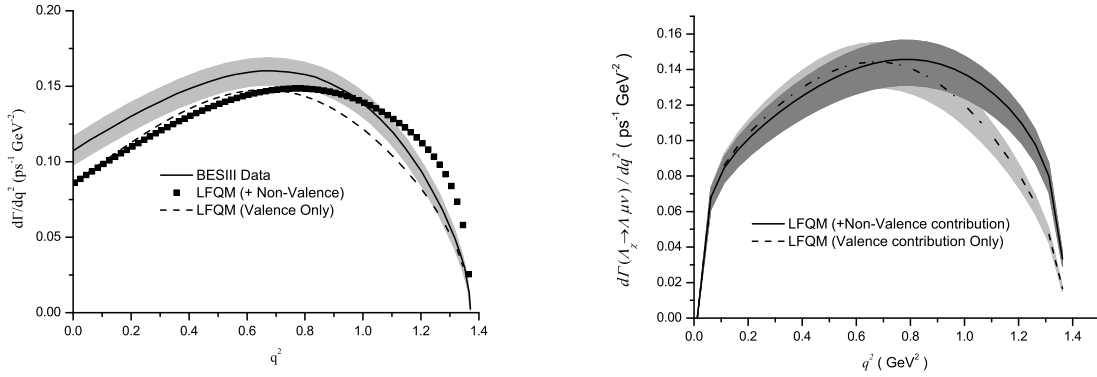 0.20
0.15
0.10
0.05
0.00
dΓ/dq² (ps⁻¹ GeV⁻²)
BESIII Data
LFQM (+ Non-Valence)
LFQM (Valence Only)
0.0 0.2 0.4 0.6 0.8 1.0 1.2 1.4
q²
0.16
0.14
0.12
0.10
0.08
0.06
0.04
0.02
0.00
dΓ(Λχ→Λ μν) / dq² ( ps⁻¹ GeV⁻²
LFQM (+Non-Valence contribution)
LFQM (Valence contribution Only)
0.0 0.2 0.4 0.6 0.8 1.0 1.2 1.4
q² ( GeV² )